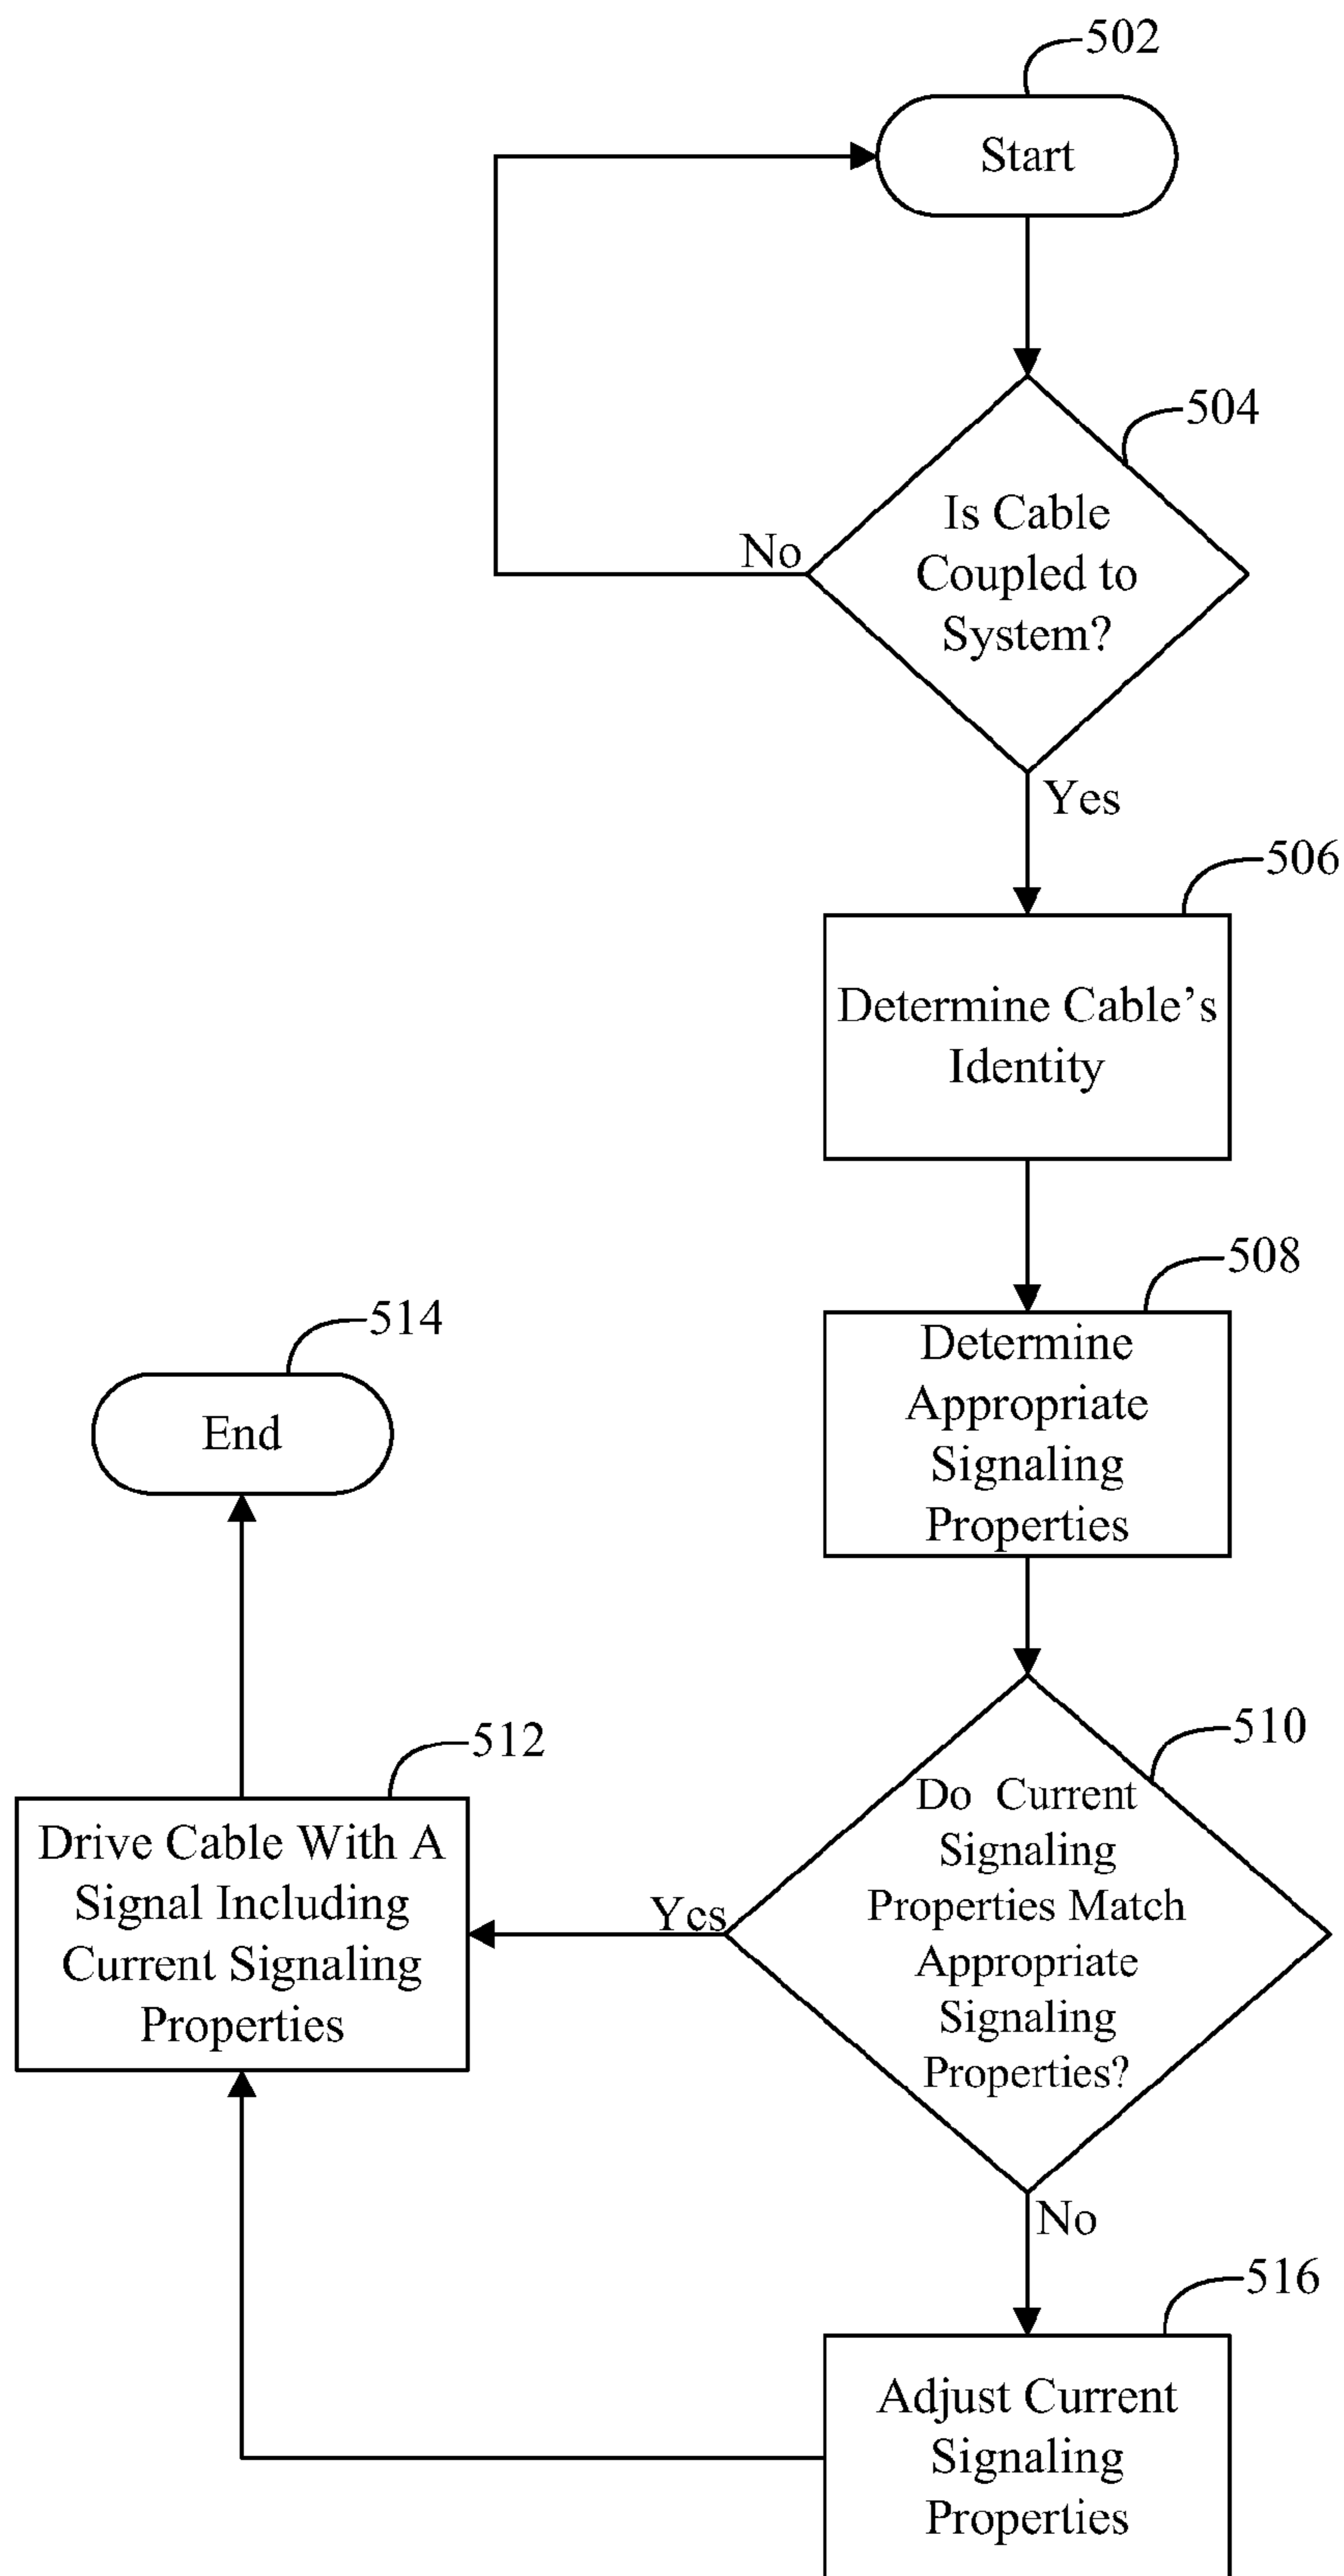 502
Start
504
Is Cable
Coupled to
System?
No
Yes
506
Determine Cable’s
Identity
508
Determine
Appropriate
Signaling
Properties
514
End
510
Do Current
Signaling
Properties Match
Appropriate
Signaling
Properties?
Yes
512
Drive Cable With A
Signal Including
Current Signaling
Properties
No
516
Adjust Current
Signaling
Properties